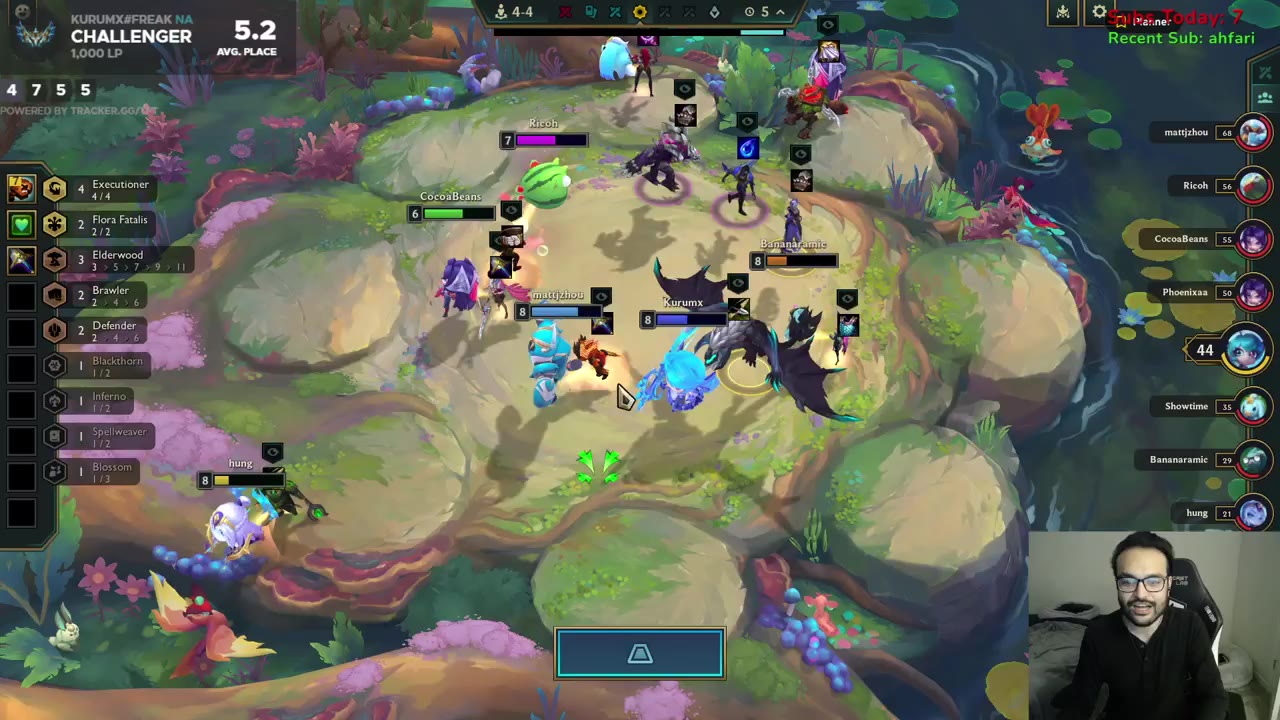 KURUMX#FREAK NA
CHALLENGER
1,000 LP
5.2
AVG. PLACE
4 7 5 5
4-4
5
Subs Today: 7
Planner
Recent Sub: ahfari
4 Executioner
4/4
2 Flora Fatalis
2/2
3 Elderwood
3 > 5 > 7 > 9 > 11
2 Brawler
2 > 4 > 6
2 Defender
2 > 4 > 6
1 Blackthorn
1/2
1 Inferno
1/2
1 Spellweaver
1/2
1 Blossom
1/3
Ricoh
7
CocoaBeans
6
Bananaramic
8
mattjzhou
8
Kurumx
8
hung
8
mattjzhou 68
Ricoh 56
CocoaBeans 55
Phoenixaa 50
44
Showtime 35
Bananaramic 29
hung 21